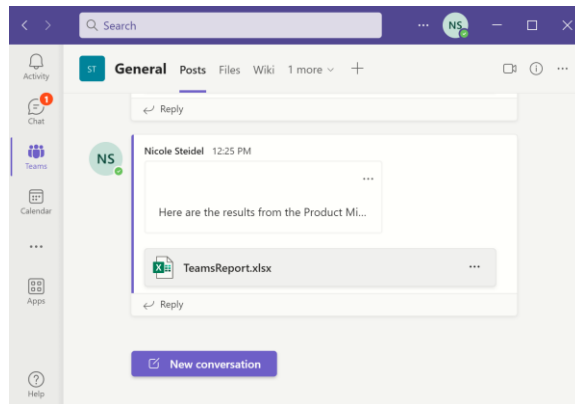 Search
NS
Activity
Chat
1
Teams
Calendar
Apps
Help
ST
General Posts Files Wiki 1 more
Reply
NS
Nicole Steidel 12:25 PM
Here are the results from the Product Mi...
TeamsReport.xlsx
Reply
New conversation